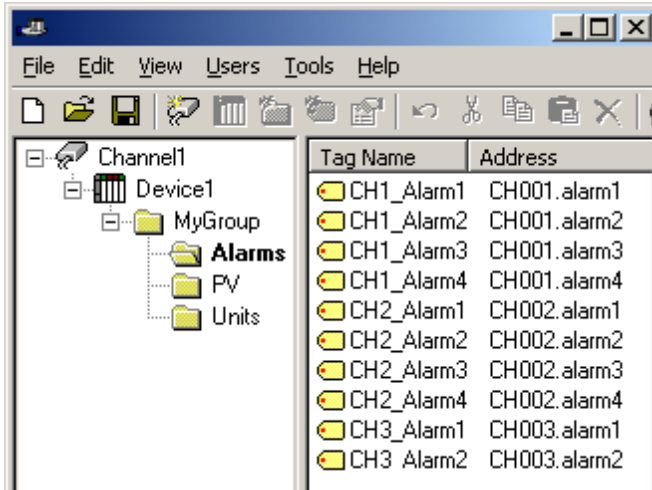 File Edit View Users Tools Help
Channel1
Device1
MyGroup
Alarms
PV
Units
Tag Name Address
CH1_Alarm1 CH001.alarm1
CH1_Alarm2 CH001.alarm2
CH1_Alarm3 CH001.alarm3
CH1_Alarm4 CH001.alarm4
CH2_Alarm1 CH002.alarm1
CH2_Alarm2 CH002.alarm2
CH2_Alarm3 CH002.alarm3
CH2_Alarm4 CH002.alarm4
CH3_Alarm1 CH003.alarm1
CH3_Alarm2 CH003.alarm2